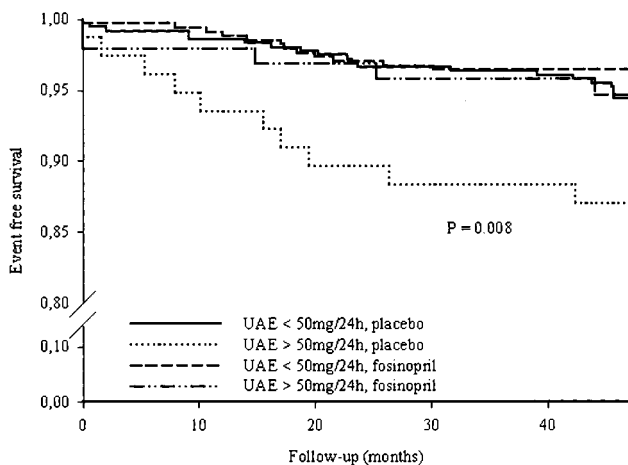 1,00
0,95
0,90
0,85
0,80
0,10
0,00
Event free survival
P = 0.008
UAE < 50mg/24h, placebo
UAE > 50mg/24h, placebo
UAE < 50mg/24h, fosinopril
UAE > 50mg/24h, fosinopril
0 10 20 30 40
Follow-up (months)